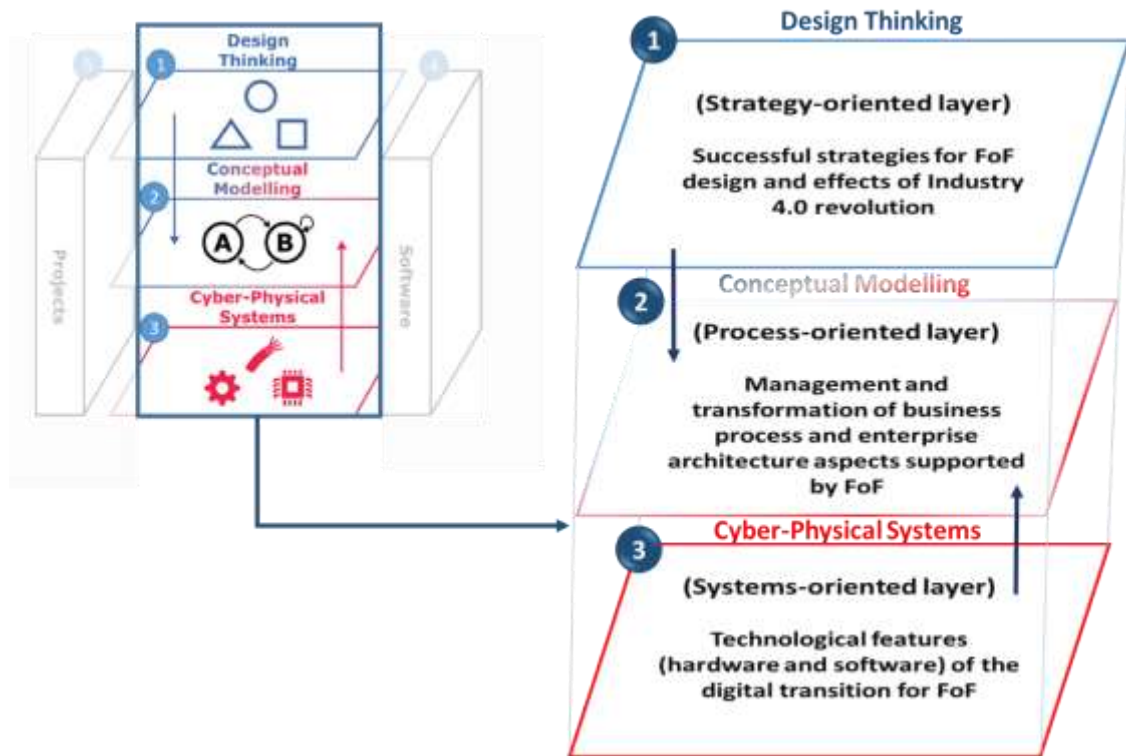 Design
Thinking
1
5
4
Conceptual
Modelling
2
A
B
Cyber-Physical
Systems
3
Projects
Software
Design Thinking
1
(Strategy-oriented layer)
Successful strategies for FoF
design and effects of Industry
4.0 revolution
Conceptual Modelling
2
(Process-oriented layer)
Management and
transformation of business
process and enterprise
architecture aspects supported
by FoF
Cyber-Physical Systems
3
(Systems-oriented layer)
Technological features
(hardware and software) of the
digital transition for FoF